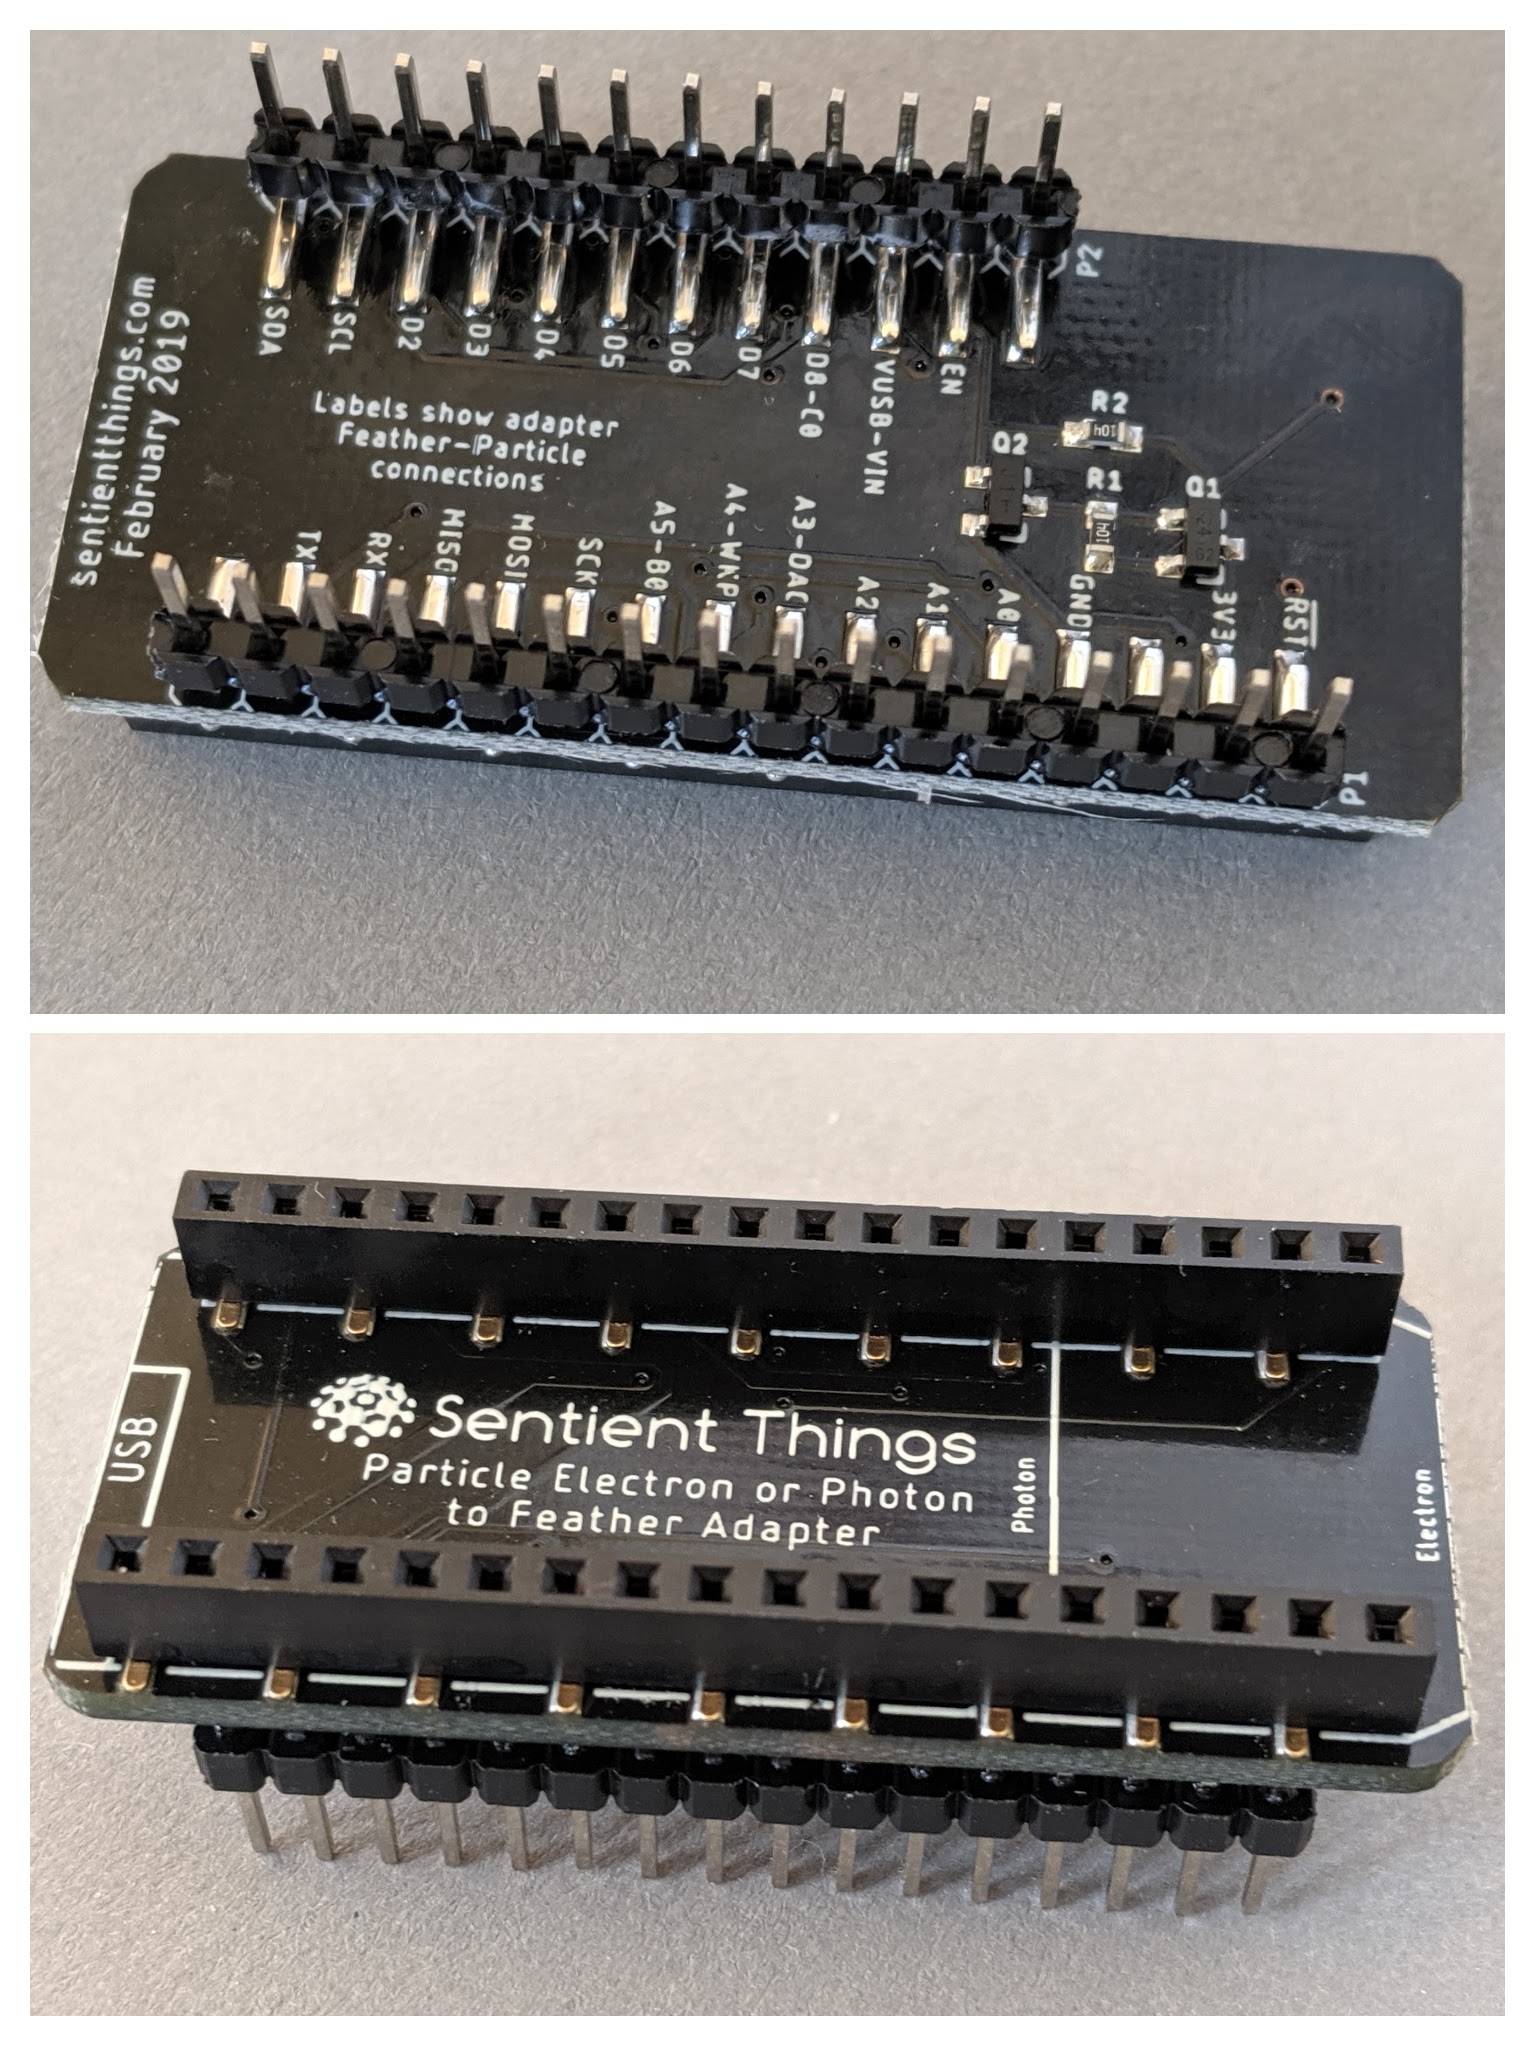 sentientthings.com
February 2019
SDA
SCL
D2
D3
D4
D5
D6
D7
D8-C0
VUSB-VIN
EN
P2
Labels show adapter
Feather-Particle
connections
R2
104
Q2
R1
104
Q1
TX
RX
MISO
MOSI
SCK
A5-B0
A4-WKP
A3-DAC
A2
A1
A0
GND
3V3
RST
P1
USB
Sentient Things
Particle Electron or Photon
to Feather Adapter
Photon
Electron